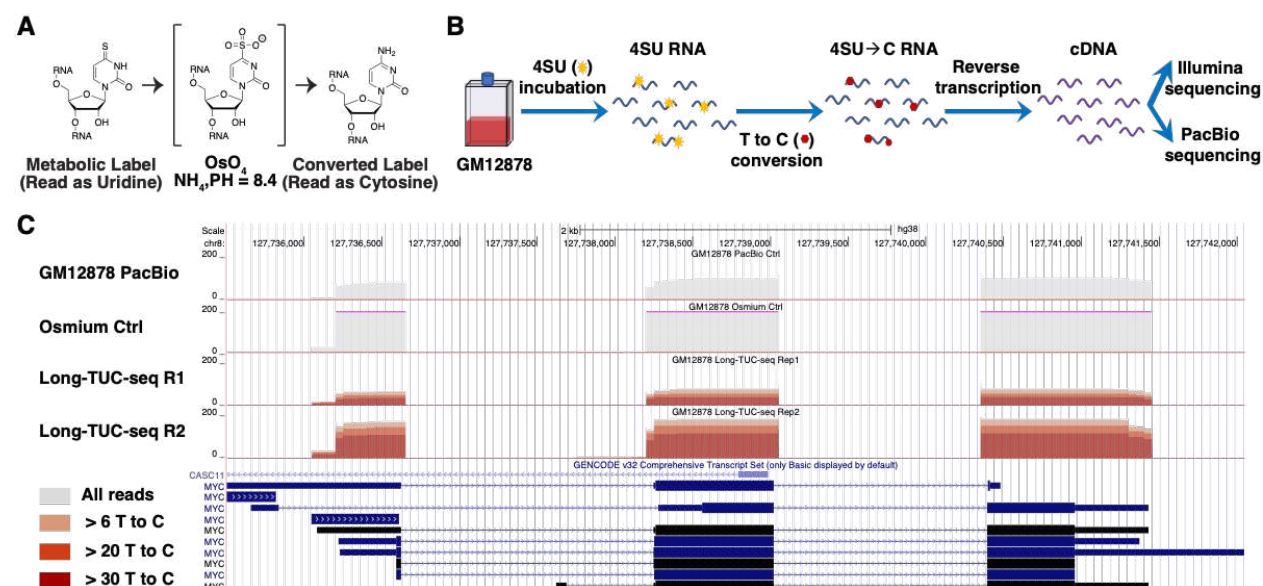 A
B
S
RNA
NH
N
O
O
O
OH
RNA
O
O=S-O⊖
O
RNA
N
N
O
O
O
OH
RNA
NH₂
RNA
N
N
O
O
O
OH
RNA
Metabolic Label
(Read as Uridine)
OsO4
NH4,PH = 8.4
Converted Label
(Read as Cytosine)
GM12878
4SU ( )
incubation
4SU RNA
T to C ( )
conversion
4SU→C RNA
Reverse
transcription
cDNA
Illumina
sequencing
PacBio
sequencing
C
Scale
2 kb
hg38
chr8:
127,736,000
127,736,500
127,737,000
127,737,500
127,738,000
127,738,500
127,739,000
127,739,500
127,740,000
127,740,500
127,741,000
127,741,500
127,742,000
GM12878 PacBio Ctrl
GM12878 PacBio
200
0
GM12878 Osmium Ctrl
Osmium Ctrl
200
0
GM12878 Long-TUC-seq Rep1
Long-TUC-seq R1
200
0
GM12878 Long-TUC-seq Rep2
Long-TUC-seq R2
200
0
GENCODE v32 Comprehensive Transcript Set (only Basic displayed by default)
CASC11
MYC
MYC
MYC
MYC
MYC
MYC
MYC
MYC
MYC
All reads
> 6 T to C
> 20 T to C
> 30 T to C